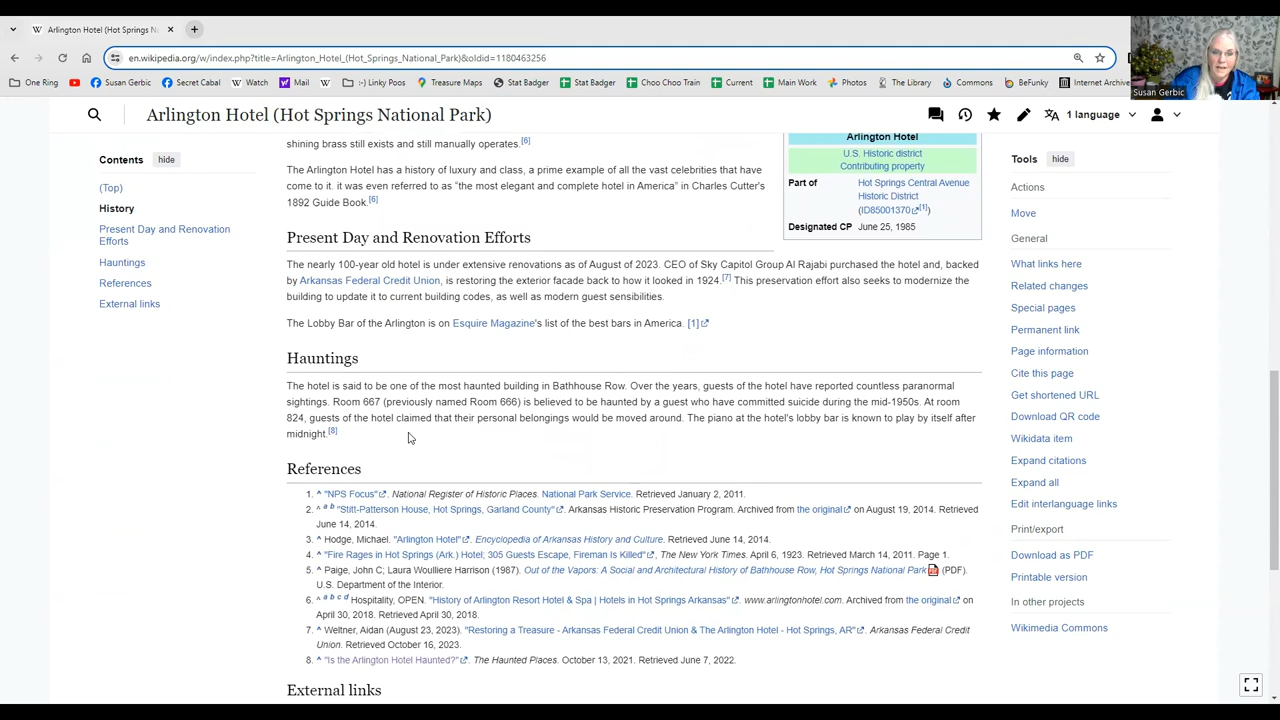 Arlington Hotel (Hot Springs N
en.wikipedia.org/w/index.php?title=Arlington_Hotel_(Hot_Springs_National_Park)&oldid=1180463256
One Ring Susan Gerbic Secret Cabal Watch Mail :-) Linky Poos Treasure Maps Stat Badger Stat Badger Choo Choo Train Current Main Work Photos The Library Commons BeFunky Internet Archive
Susan Gerbic
Arlington Hotel (Hot Springs National Park)
1 language
Contents hide
(Top)
History
Present Day and Renovation
Efforts
Hauntings
References
External links
shining brass still exists and still manually operates.[6]
The Arlington Hotel has a history of luxury and class, a prime example of all the vast celebrities that have
come to it. it was even referred to as “the most elegant and complete hotel in America” in Charles Cutter's
1892 Guide Book.[6]
Arlington Hotel
U.S. Historic district
Contributing property
Part of Hot Springs Central Avenue
Historic District
(ID85001370[1])
Designated CP June 25, 1985
Present Day and Renovation Efforts
The nearly 100-year old hotel is under extensive renovations as of August of 2023. CEO of Sky Capitol Group Al Rajabi purchased the hotel and, backed
by Arkansas Federal Credit Union, is restoring the exterior facade back to how it looked in 1924.[7] This preservation effort also seeks to modernize the
building to update it to current building codes, as well as modern guest sensibilities.
The Lobby Bar of the Arlington is on Esquire Magazine's list of the best bars in America. [1]
Hauntings
The hotel is said to be one of the most haunted building in Bathhouse Row. Over the years, guests of the hotel have reported countless paranormal
sightings. Room 667 (previously named Room 666) is believed to be haunted by a guest who have committed suicide during the mid-1950s. At room
824, guests of the hotel claimed that their personal belongings would be moved around. The piano at the hotel's lobby bar is known to play by itself after
midnight.[8]
References
1. ^ "NPS Focus". National Register of Historic Places. National Park Service. Retrieved January 2, 2011.
2. ^ a b "Stitt-Patterson House, Hot Springs, Garland County". Arkansas Historic Preservation Program. Archived from the original on August 19, 2014. Retrieved
June 14, 2014.
3. ^ Hodge, Michael. "Arlington Hotel". Encyclopedia of Arkansas History and Culture. Retrieved June 14, 2014.
4. ^ "Fire Rages in Hot Springs (Ark.) Hotel; 305 Guests Escape, Fireman Is Killed". The New York Times. April 6, 1923. Retrieved March 14, 2011. Page 1.
5. ^ Paige, John C; Laura Woulliere Harrison (1987). Out of the Vapors: A Social and Architectural History of Bathhouse Row, Hot Springs National Park (PDF).
U.S. Department of the Interior.
6. ^ a b c d Hospitality, OPEN. "History of Arlington Resort Hotel & Spa | Hotels in Hot Springs Arkansas". www.arlingtonhotel.com. Archived from the original on
April 30, 2018. Retrieved April 30, 2018.
7. ^ Weltner, Aidan (August 23, 2023). "Restoring a Treasure - Arkansas Federal Credit Union & The Arlington Hotel - Hot Springs, AR". Arkansas Federal Credit
Union. Retrieved October 16, 2023.
8. ^ "Is the Arlington Hotel Haunted?". The Haunted Places. October 13, 2021. Retrieved June 7, 2022.
External links
Tools hide
Actions
Move
General
What links here
Related changes
Special pages
Permanent link
Page information
Cite this page
Get shortened URL
Download QR code
Wikidata item
Expand citations
Expand all
Edit interlanguage links
Print/export
Download as PDF
Printable version
In other projects
Wikimedia Commons